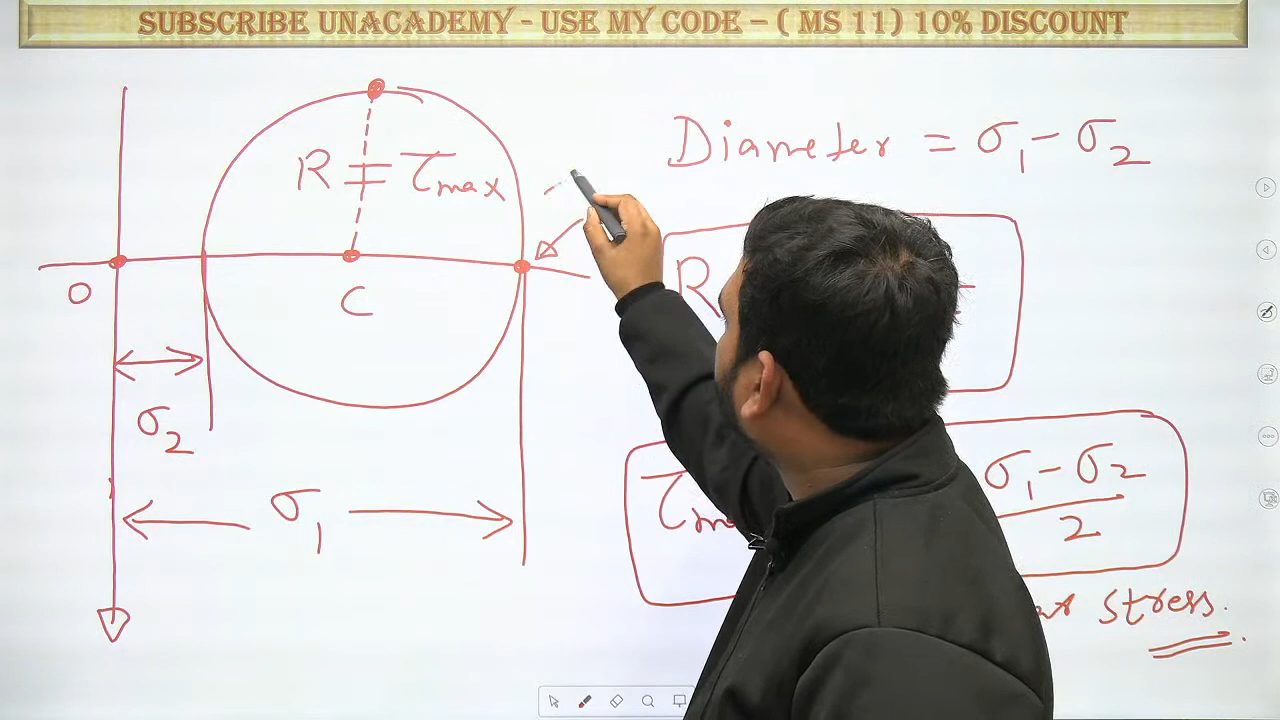 SUBSCRIBE UNACADEMY - USE MY CODE – ( MS 11) 10% DISCOUNT
R = τmax
Diameter = σ1 - σ2
O
C
R
σ2
σ1
σ1 - σ2
2
stress.